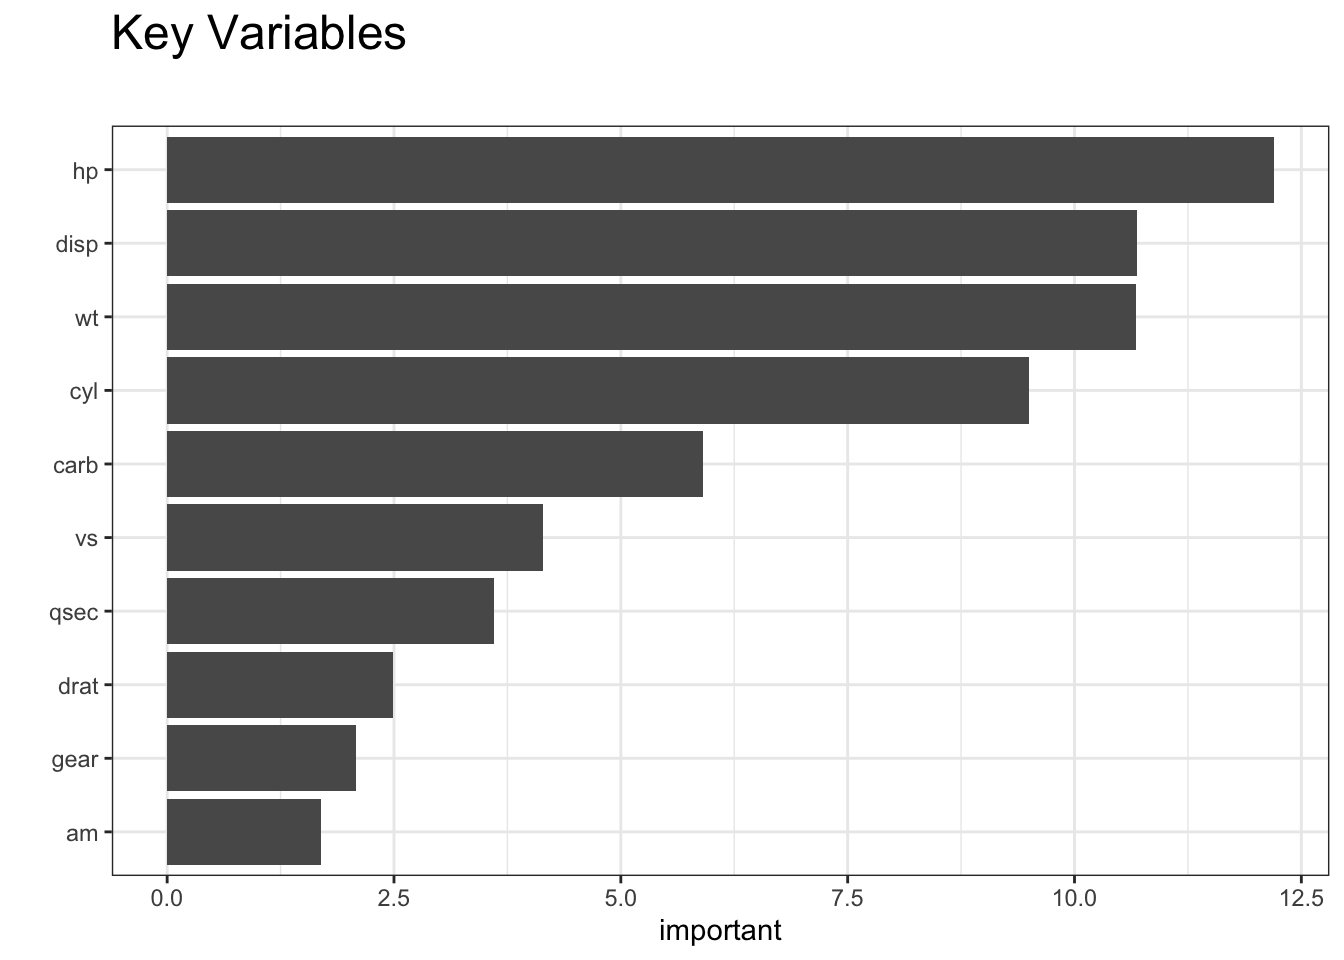 Key Variables
hp
disp
wt
cyl
carb
vs
qsec
drat
gear
am
0.0 2.5 5.0 7.5 10.0 12.5
important